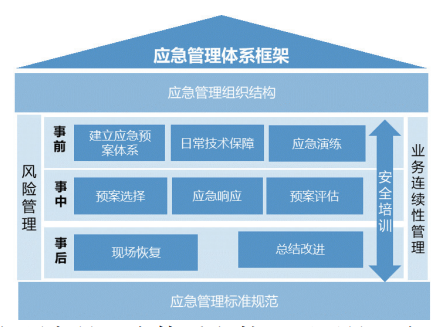 应急管理体系框架
应急管理组织结构
风险管理
事前
建立应急预
案体系
日常技术保障
应急演练
事中
预案选择
应急响应
预案评估
事后
现场恢复
总结改进
安全培训
业务连续性管理
应急管理标准规范